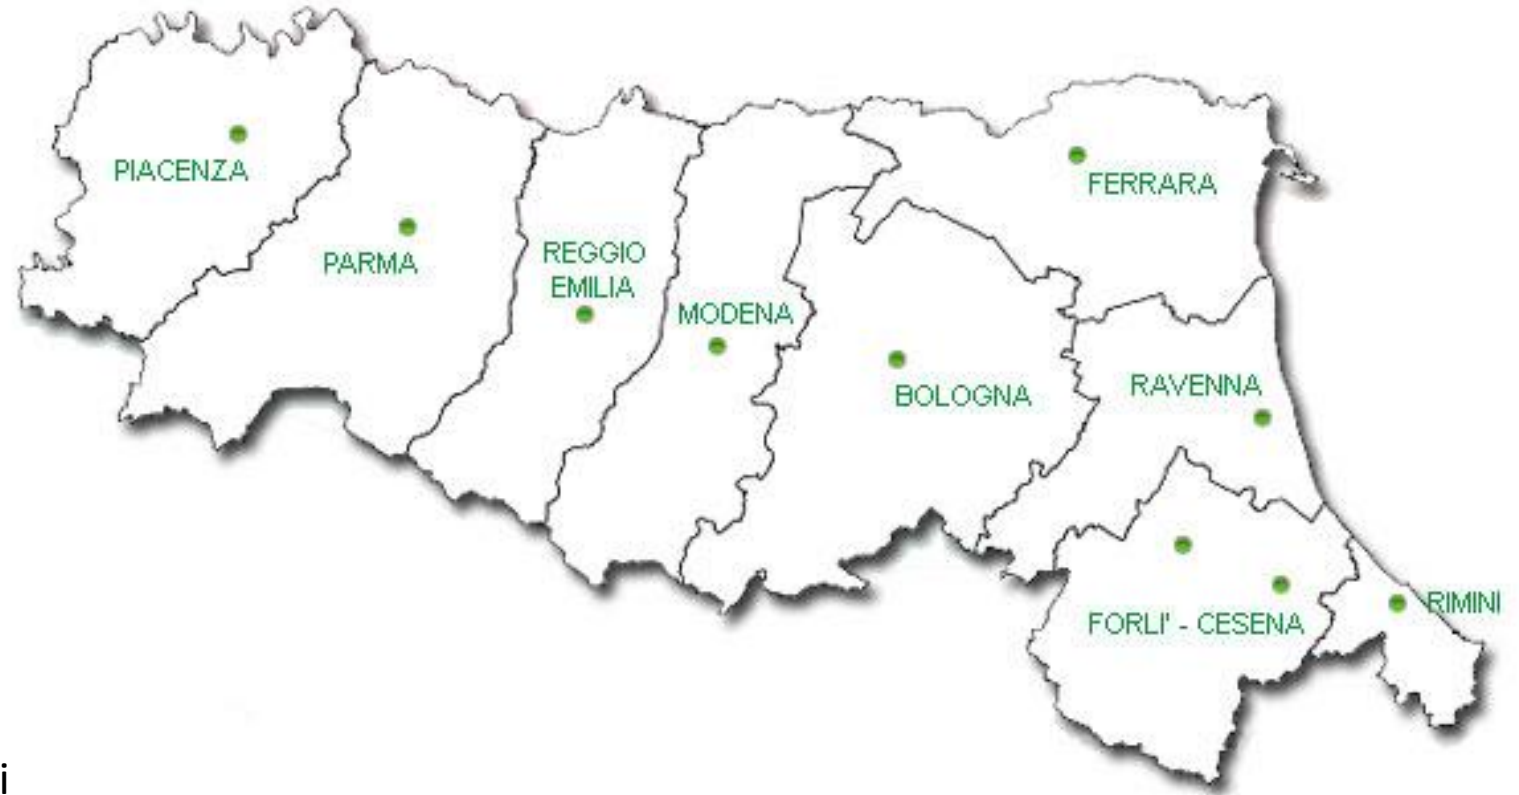 PIACENZA
FERRARA
PARMA
REGGIO
EMILIA
MODENA
BOLOGNA
RAVENNA
RIMINI
FORLI' - CESENA
i